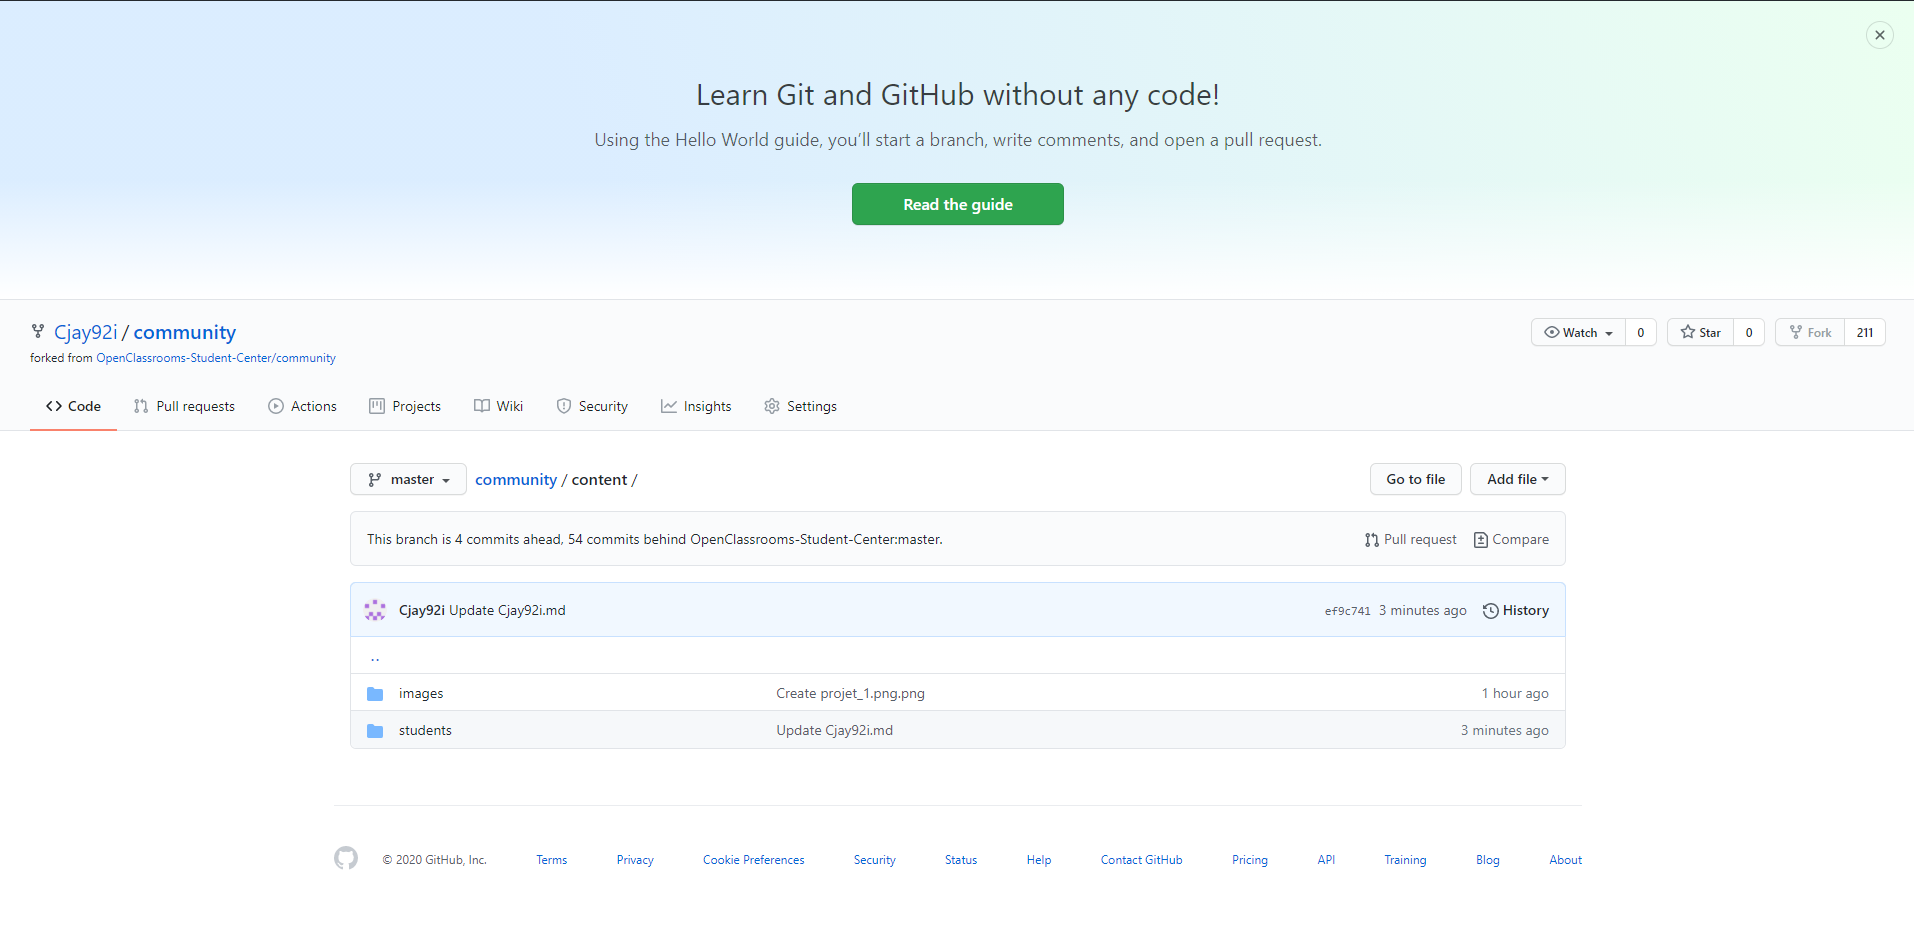 Learn Git and GitHub without any code!
Using the Hello World guide, you’ll start a branch, write comments, and open a pull request.
Read the guide
Cjay92i / community
Watch 0 Star 0 Fork 211
forked from OpenClassrooms-Student-Center/community
Code Pull requests Actions Projects Wiki Security Insights Settings
master community / content / Go to file Add file
This branch is 4 commits ahead, 54 commits behind OpenClassrooms-Student-Center:master. Pull request Compare
Cjay92i Update Cjay92i.md ef9c741 3 minutes ago History
..
images Create projet_1.png.png 1 hour ago
students Update Cjay92i.md 3 minutes ago
© 2020 GitHub, Inc. Terms Privacy Cookie Preferences Security Status Help Contact GitHub Pricing API Training Blog About